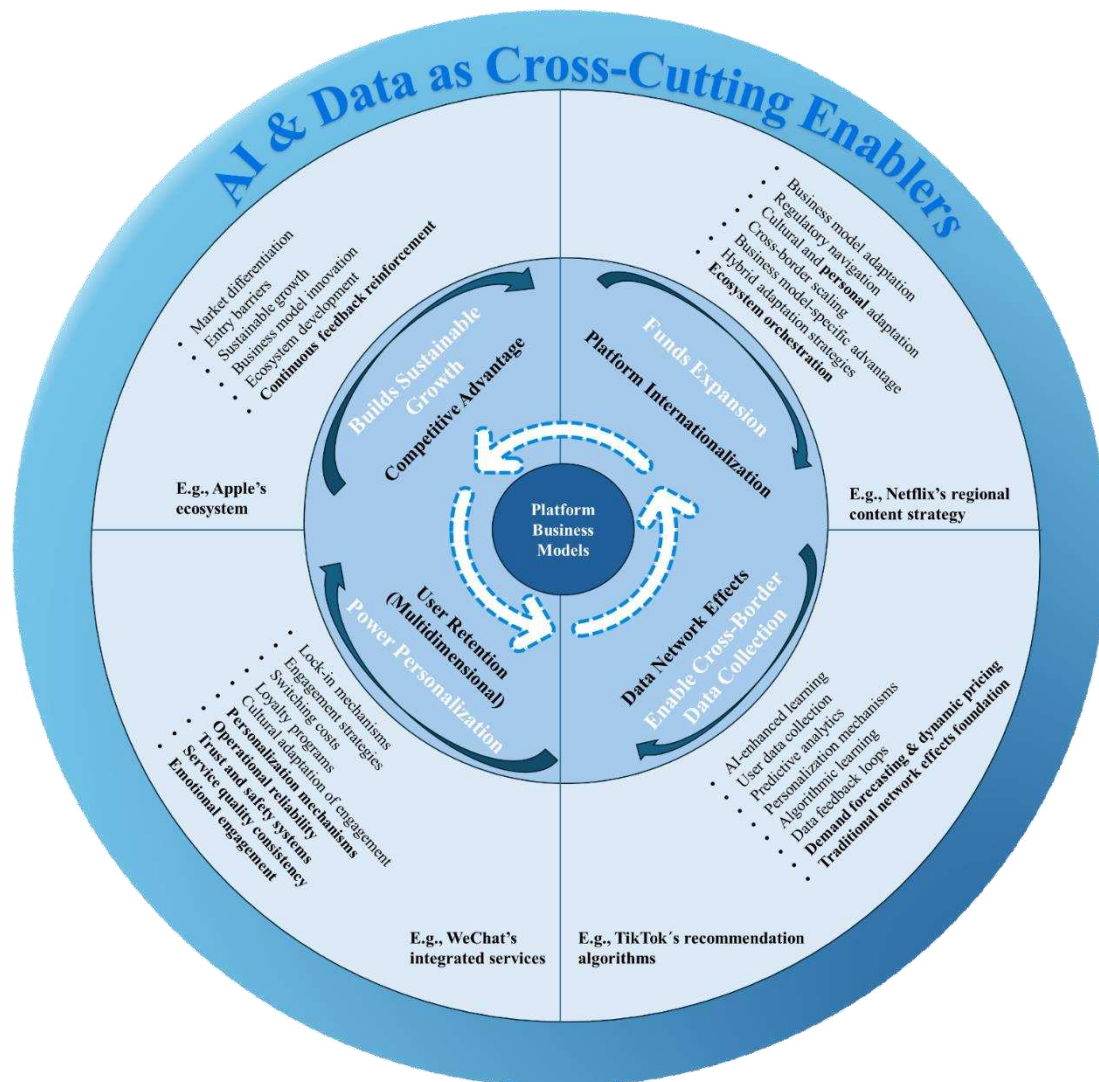 AI & Data as Cross-Cutting Enablers
• Market differentiation
• Entry barriers
• Sustainable growth
• Business model innovation
• Ecosystem development
• Continuous feedback reinforcement
E.g., Apple's
ecosystem
Builds Sustainable
Growth
Competitive Advantage
• Business model adaptation
• Regulatory navigation
• Cultural and personal adaptation
• Cross-border scaling
• Business model-specific advantage
• Hybrid adaptation strategies
• Ecosystem orchestration
E.g., Netflix's regional
content strategy
Funds Expansion
Platform Internationalization
Platform
Business
Models
User Retention
(Multidimensional)
Power Personalization
• Lock-in mechanisms
• Engagement strategies
• Switching costs
• Loyalty programs
• Cultural adaptation of engagement
• Personalization mechanisms
• Operational reliability
• Trust and safety systems
• Service quality consistency
• Emotional engagement
E.g., WeChat's
integrated services
Data Network Effects
Enable Cross-Border
Data Collection
• AI-enhanced learning
• User data collection
• Predictive analytics
• Personalization mechanisms
• Algorithmic learning
• Data feedback loops
• Demand forecasting & dynamic pricing
• Traditional network effects foundation
E.g., TikTok´s recommendation
algorithms